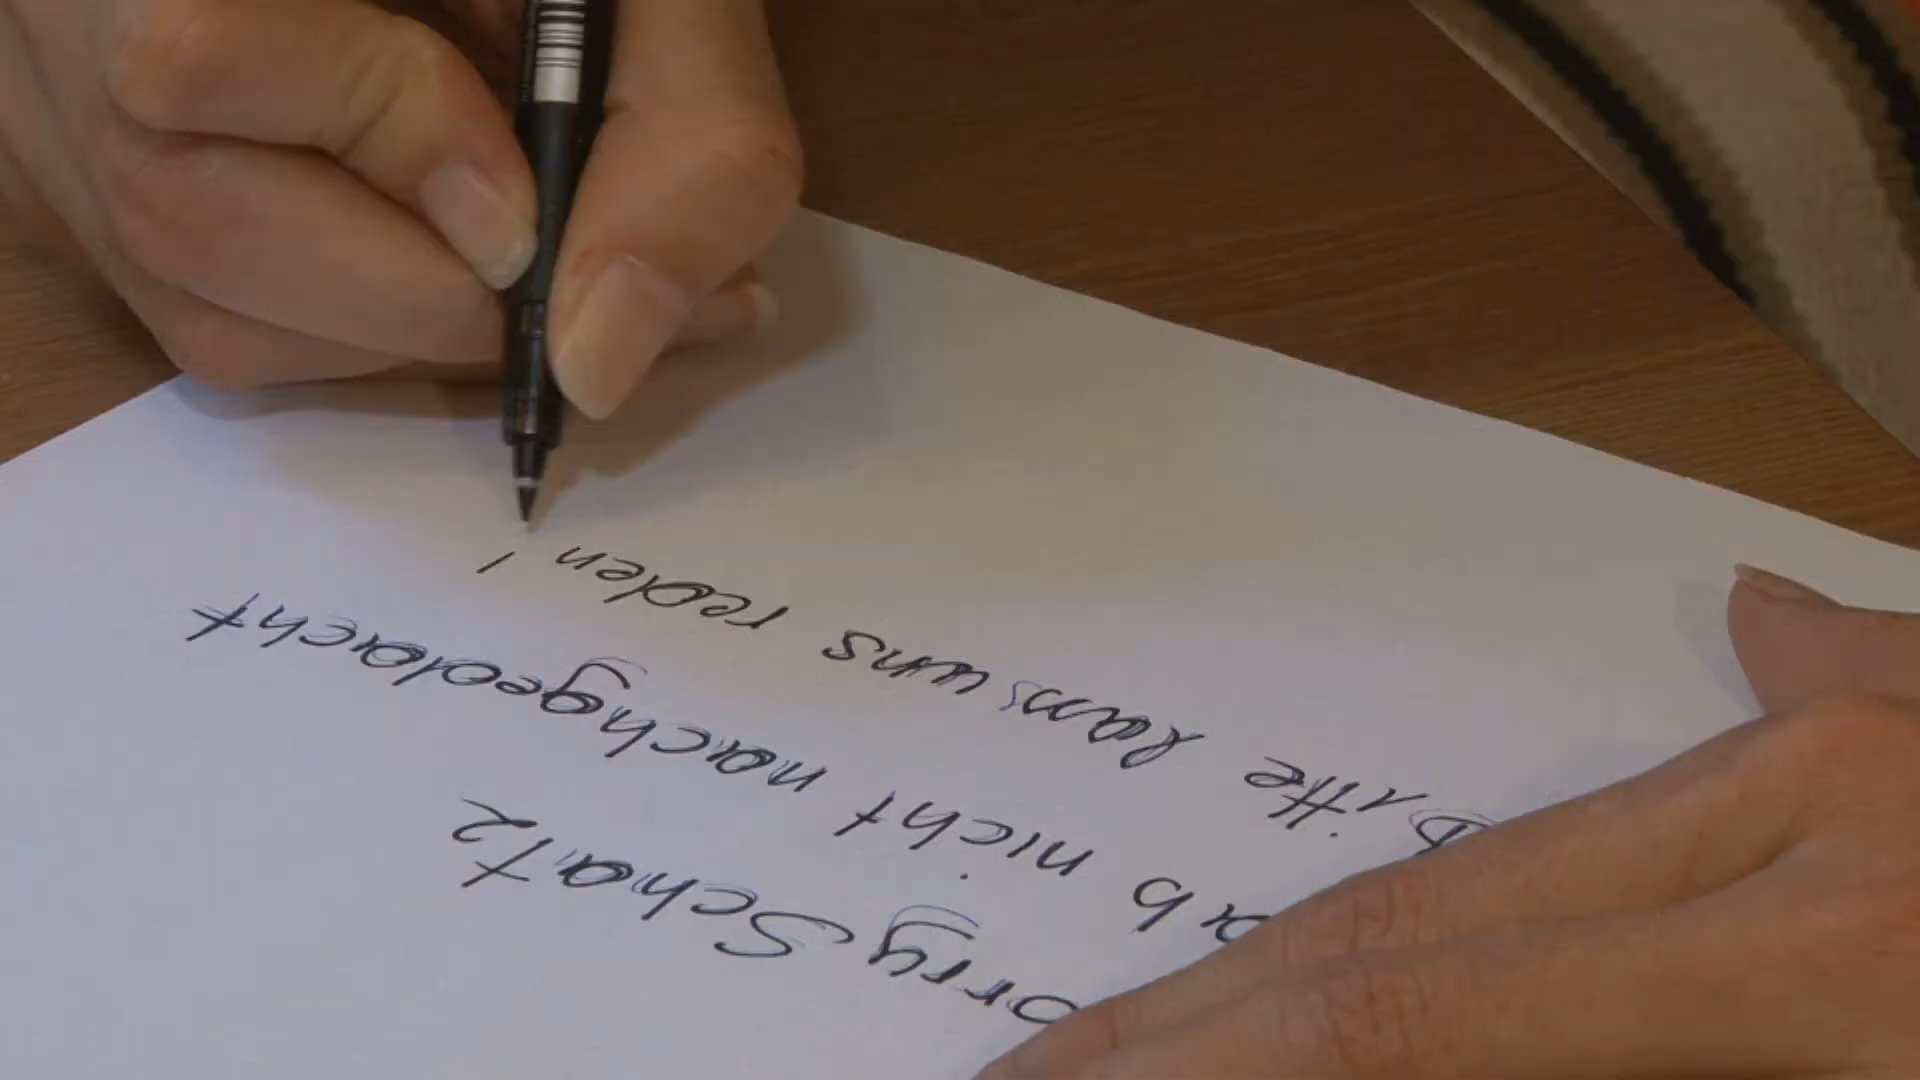 orry Schatz
ab nicht nachgedacht
Bitte lass uns reden!